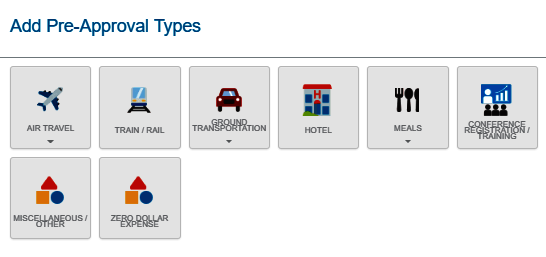 Add Pre-Approval Types
AIR TRAVEL
TRAIN / RAIL
GROUND
TRANSPORTATION
HOTEL
MEALS
CONFERENCE
REGISTRATION /
TRAINING
MISCELLANEOUS /
OTHER
ZERO DOLLAR
EXPENSE